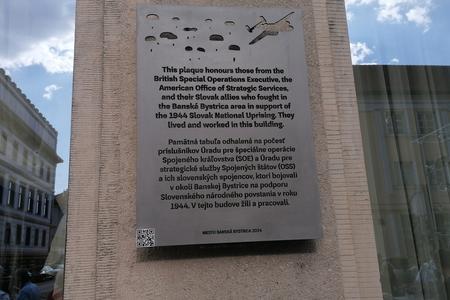 This plaque honours those from the
British Special Operations Executive, the
American Office of Strategic Services,
and their Slovak allies who fought in
the Banská Bystrica area in support of
the 1944 Slovak National Uprising. They
lived and worked in this building.
Pamätná tabuľa odhalená na počesť
príslušníkov Úradu pre špeciálne operácie
Spojeného kráľovstva (SOE) a Úradu pre
strategické služby Spojených štátov (OSS)
a ich slovenských spojencov, ktorí bojovali
v okolí Banskej Bystrice na podporu
Slovenského národného povstania v roku
1944. V tejto budove žili a pracovali.
MESTO BANSKÁ BYSTRICA 2024